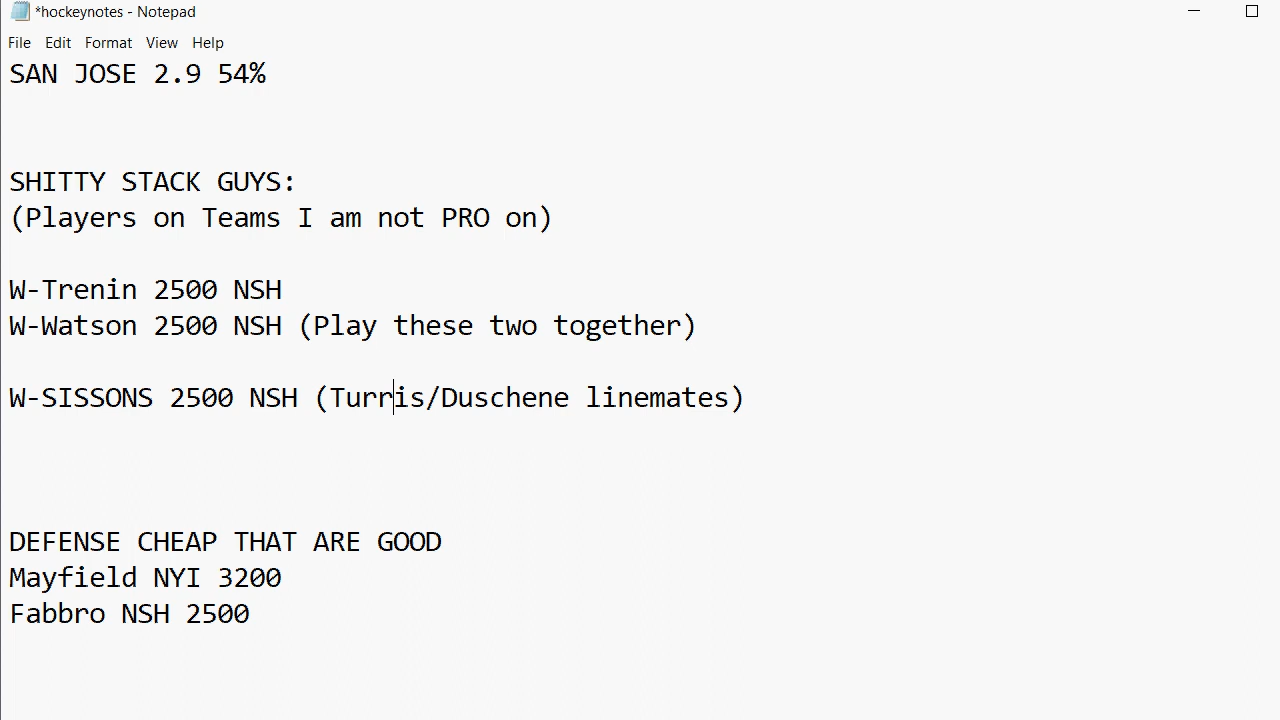 *hockeynotes - Notepad
File Edit Format View Help
SAN JOSE 2.9 54%
SHITTY STACK GUYS:
(Players on Teams I am not PRO on)
W-Trenin 2500 NSH
W-Watson 2500 NSH (Play these two together)
W-SISSONS 2500 NSH (Turris/Duschene linemates)
DEFENSE CHEAP THAT ARE GOOD
Mayfield NYI 3200
Fabbro NSH 2500